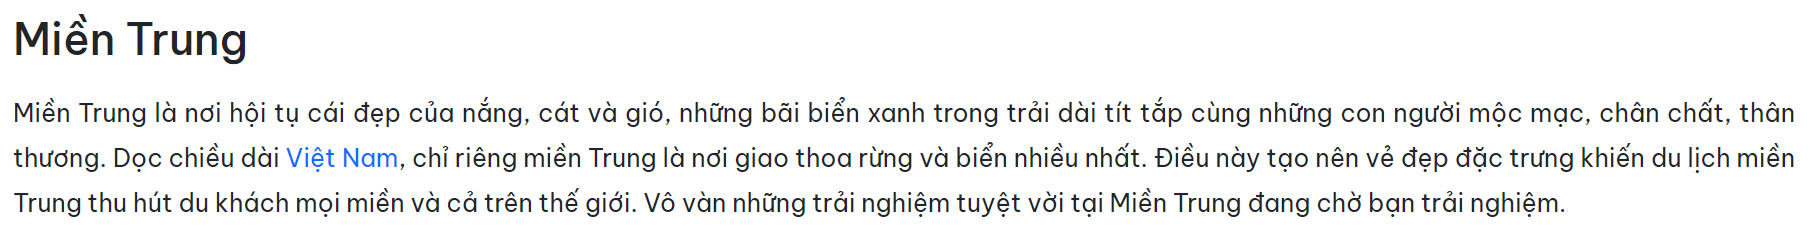 Miền Trung
Miền Trung là nơi hội tụ cái đẹp của nắng, cát và gió, những bãi biển xanh trong trải dài tít tắp cùng những con người mộc mạc, chân chất, thân
thương. Dọc chiều dài Việt Nam, chỉ riêng miền Trung là nơi giao thoa rừng và biển nhiều nhất. Điều này tạo nên vẻ đẹp đặc trưng khiến du lịch miền
Trung thu hút du khách mọi miền và cả trên thế giới. Vô vàn những trải nghiệm tuyệt vời tại Miền Trung đang chờ bạn trải nghiệm.